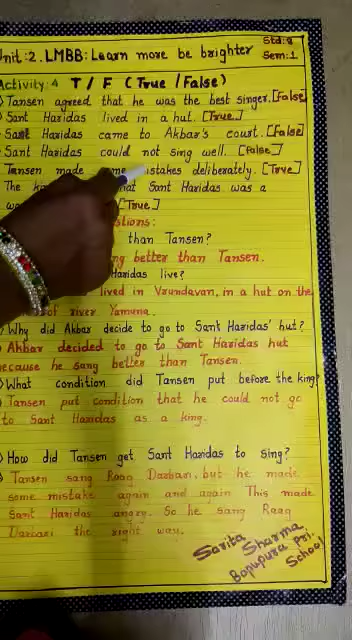 Unit:2. LMBB: Learn more be brighter
Std:8
Sem:1
Activity:4 T / F (True / False)
Tansen agreed that he was the best singer. [False]
Sant Haridas lived in a hut. [True]
Sant Haridas came to Akbar's court. [False]
Sant Haridas could not sing well. [False]
Tansen made mistakes deliberately. [True]
The Sant Haridas was a
[True]
than Tansen?
better than Tansen.
Haridas live?
lived in Vrundavan, in a hut on the
of river Yamuna.
Why did Akbar decide to go to Sant Haridas' hut?
Akbar decided to go to Sant Haridas hut
because he sang better than Tansen.
What condition did Tansen put before the king?
Tansen put condition that he could not go
to Sant Haridas as a king.
How did Tansen get Sant Haridas to sing?
Tansen sang Raag Darbari, but he made
some mistake again and again This made
Sant Haridas angry. So he sang Raag
Darbari the right way.
Sarita Sharma
Bopupura Pri.
School